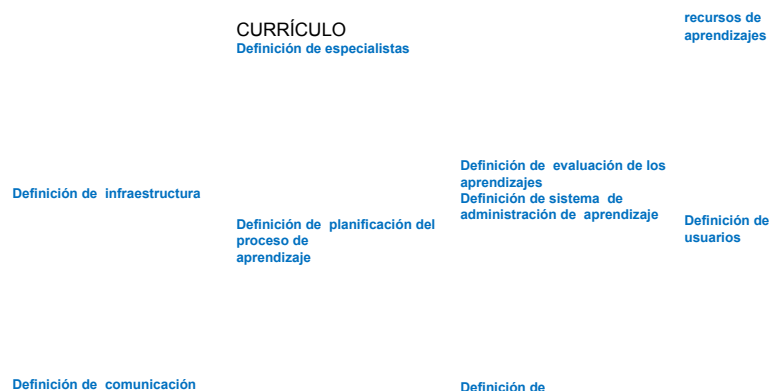 CURRÍCULO
Definición de especialistas
recursos de
aprendizajes
Definición de infraestructura
Definición de planificación del
proceso de
aprendizaje
Definición de evaluación de los
aprendizajes
Definición de sistema de
administración de aprendizaje
Definición de
usuarios
Definición de comunicación
Definición de